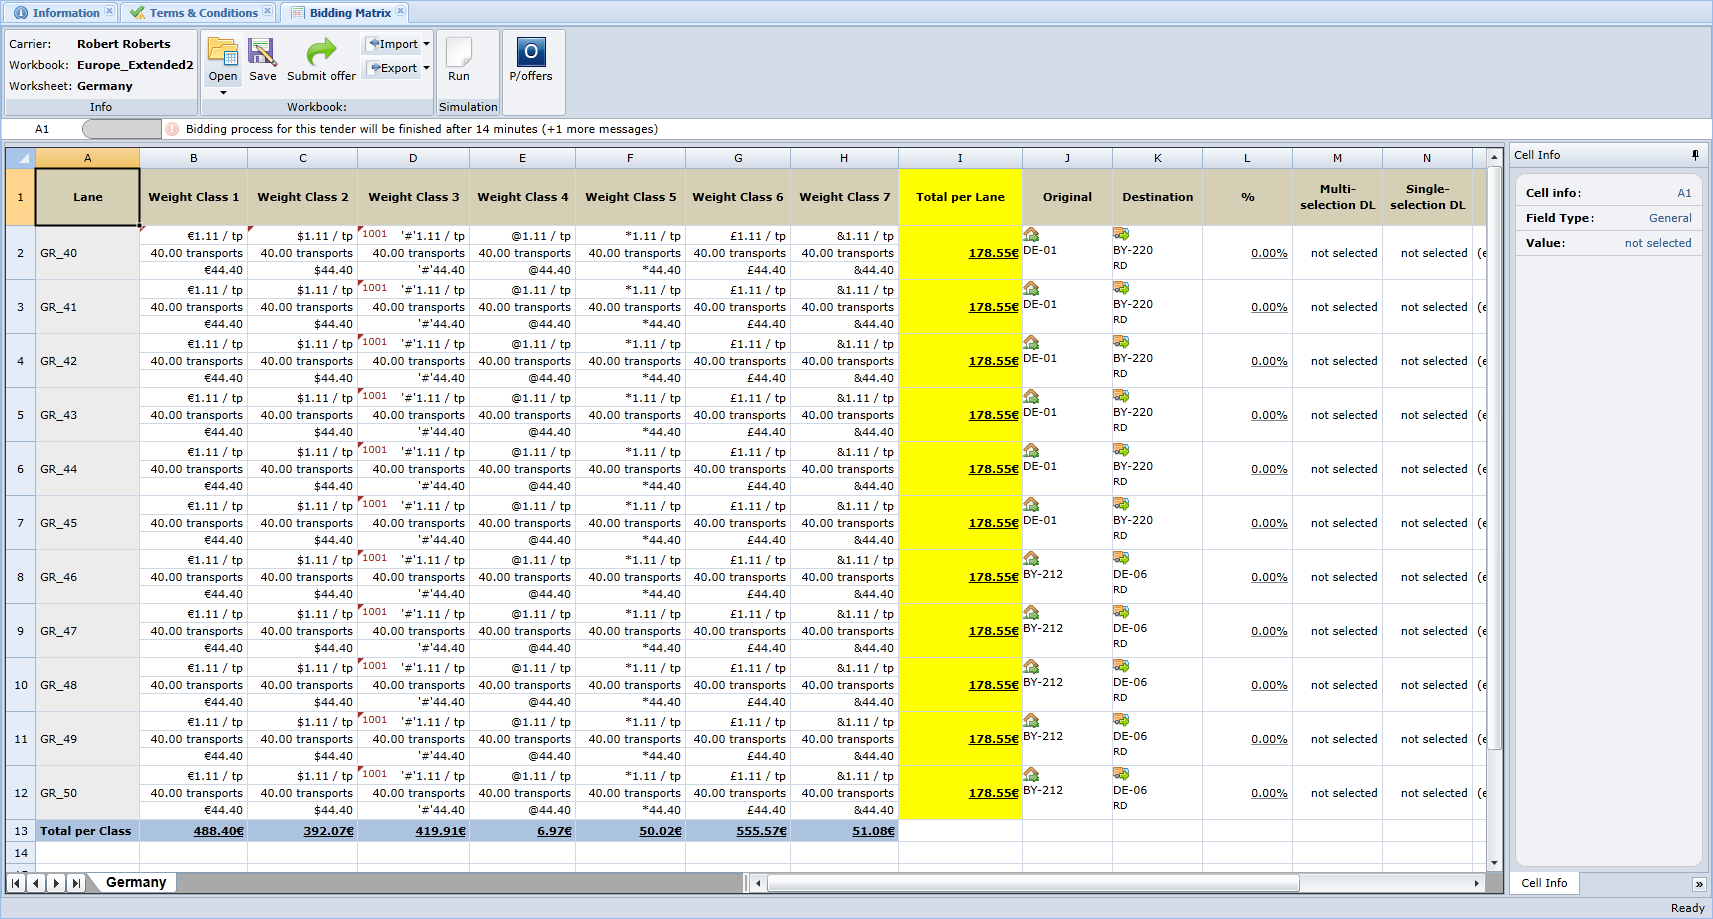 Information Terms & Conditions Bidding Matrix
Carrier: Robert Roberts
Workbook: Europe_Extended2
Worksheet: Germany
Info
Open Save Submit offer Import Export
Workbook:
Run
Simulation
P/offers
A1 Bidding process for this tender will be finished after 14 minutes (+1 more messages)
A B C D E F G H I J K L M N
1 Lane Weight Class 1 Weight Class 2 Weight Class 3 Weight Class 4 Weight Class 5 Weight Class 6 Weight Class 7 Total per Lane Original Destination % Multi-selection DL Single-selection DL
€1.11 / tp $1.11 / tp 1001 '#'1.11 / tp @1.11 / tp *1.11 / tp £1.11 / tp &1.11 / tp
2 GR_40 40.00 transports 40.00 transports 40.00 transports 40.00 transports 40.00 transports 40.00 transports 40.00 transports 178.55€ DE-01 BY-220 0.00% not selected not selected (e
€44.40 $44.40 '#'44.40 @44.40 *44.40 £44.40 &44.40 RD
€1.11 / tp $1.11 / tp 1001 '#'1.11 / tp @1.11 / tp *1.11 / tp £1.11 / tp &1.11 / tp
3 GR_41 40.00 transports 40.00 transports 40.00 transports 40.00 transports 40.00 transports 40.00 transports 40.00 transports 178.55€ DE-01 BY-220 0.00% not selected not selected (e
€44.40 $44.40 '#'44.40 @44.40 *44.40 £44.40 &44.40 RD
€1.11 / tp $1.11 / tp 1001 '#'1.11 / tp @1.11 / tp *1.11 / tp £1.11 / tp &1.11 / tp
4 GR_42 40.00 transports 40.00 transports 40.00 transports 40.00 transports 40.00 transports 40.00 transports 40.00 transports 178.55€ DE-01 BY-220 0.00% not selected not selected (e
€44.40 $44.40 '#'44.40 @44.40 *44.40 £44.40 &44.40 RD
€1.11 / tp $1.11 / tp 1001 '#'1.11 / tp @1.11 / tp *1.11 / tp £1.11 / tp &1.11 / tp
5 GR_43 40.00 transports 40.00 transports 40.00 transports 40.00 transports 40.00 transports 40.00 transports 40.00 transports 178.55€ DE-01 BY-220 0.00% not selected not selected (e
€44.40 $44.40 '#'44.40 @44.40 *44.40 £44.40 &44.40 RD
€1.11 / tp $1.11 / tp 1001 '#'1.11 / tp @1.11 / tp *1.11 / tp £1.11 / tp &1.11 / tp
6 GR_44 40.00 transports 40.00 transports 40.00 transports 40.00 transports 40.00 transports 40.00 transports 40.00 transports 178.55€ DE-01 BY-220 0.00% not selected not selected (e
€44.40 $44.40 '#'44.40 @44.40 *44.40 £44.40 &44.40 RD
€1.11 / tp $1.11 / tp 1001 '#'1.11 / tp @1.11 / tp *1.11 / tp £1.11 / tp &1.11 / tp
7 GR_45 40.00 transports 40.00 transports 40.00 transports 40.00 transports 40.00 transports 40.00 transports 40.00 transports 178.55€ DE-01 BY-220 0.00% not selected not selected (e
€44.40 $44.40 '#'44.40 @44.40 *44.40 £44.40 &44.40 RD
€1.11 / tp $1.11 / tp 1001 '#'1.11 / tp @1.11 / tp *1.11 / tp £1.11 / tp &1.11 / tp
8 GR_46 40.00 transports 40.00 transports 40.00 transports 40.00 transports 40.00 transports 40.00 transports 40.00 transports 178.55€ BY-212 DE-06 0.00% not selected not selected (e
€44.40 $44.40 '#'44.40 @44.40 *44.40 £44.40 &44.40 RD
€1.11 / tp $1.11 / tp 1001 '#'1.11 / tp @1.11 / tp *1.11 / tp £1.11 / tp &1.11 / tp
9 GR_47 40.00 transports 40.00 transports 40.00 transports 40.00 transports 40.00 transports 40.00 transports 40.00 transports 178.55€ BY-212 DE-06 0.00% not selected not selected (e
€44.40 $44.40 '#'44.40 @44.40 *44.40 £44.40 &44.40 RD
€1.11 / tp $1.11 / tp 1001 '#'1.11 / tp @1.11 / tp *1.11 / tp £1.11 / tp &1.11 / tp
10 GR_48 40.00 transports 40.00 transports 40.00 transports 40.00 transports 40.00 transports 40.00 transports 40.00 transports 178.55€ BY-212 DE-06 0.00% not selected not selected (e
€44.40 $44.40 '#'44.40 @44.40 *44.40 £44.40 &44.40 RD
€1.11 / tp $1.11 / tp 1001 '#'1.11 / tp @1.11 / tp *1.11 / tp £1.11 / tp &1.11 / tp
11 GR_49 40.00 transports 40.00 transports 40.00 transports 40.00 transports 40.00 transports 40.00 transports 40.00 transports 178.55€ BY-212 DE-06 0.00% not selected not selected (e
€44.40 $44.40 '#'44.40 @44.40 *44.40 £44.40 &44.40 RD
€1.11 / tp $1.11 / tp 1001 '#'1.11 / tp @1.11 / tp *1.11 / tp £1.11 / tp &1.11 / tp
12 GR_50 40.00 transports 40.00 transports 40.00 transports 40.00 transports 40.00 transports 40.00 transports 40.00 transports 178.55€ BY-212 DE-06 0.00% not selected not selected (e
€44.40 $44.40 '#'44.40 @44.40 *44.40 £44.40 &44.40 RD
13 Total per Class 488.40€ 392.07€ 419.91€ 6.97€ 50.02€ 555.57€ 51.08€
14
Germany
Cell Info
Cell info: A1
Field Type: General
Value: not selected
Cell Info
Ready